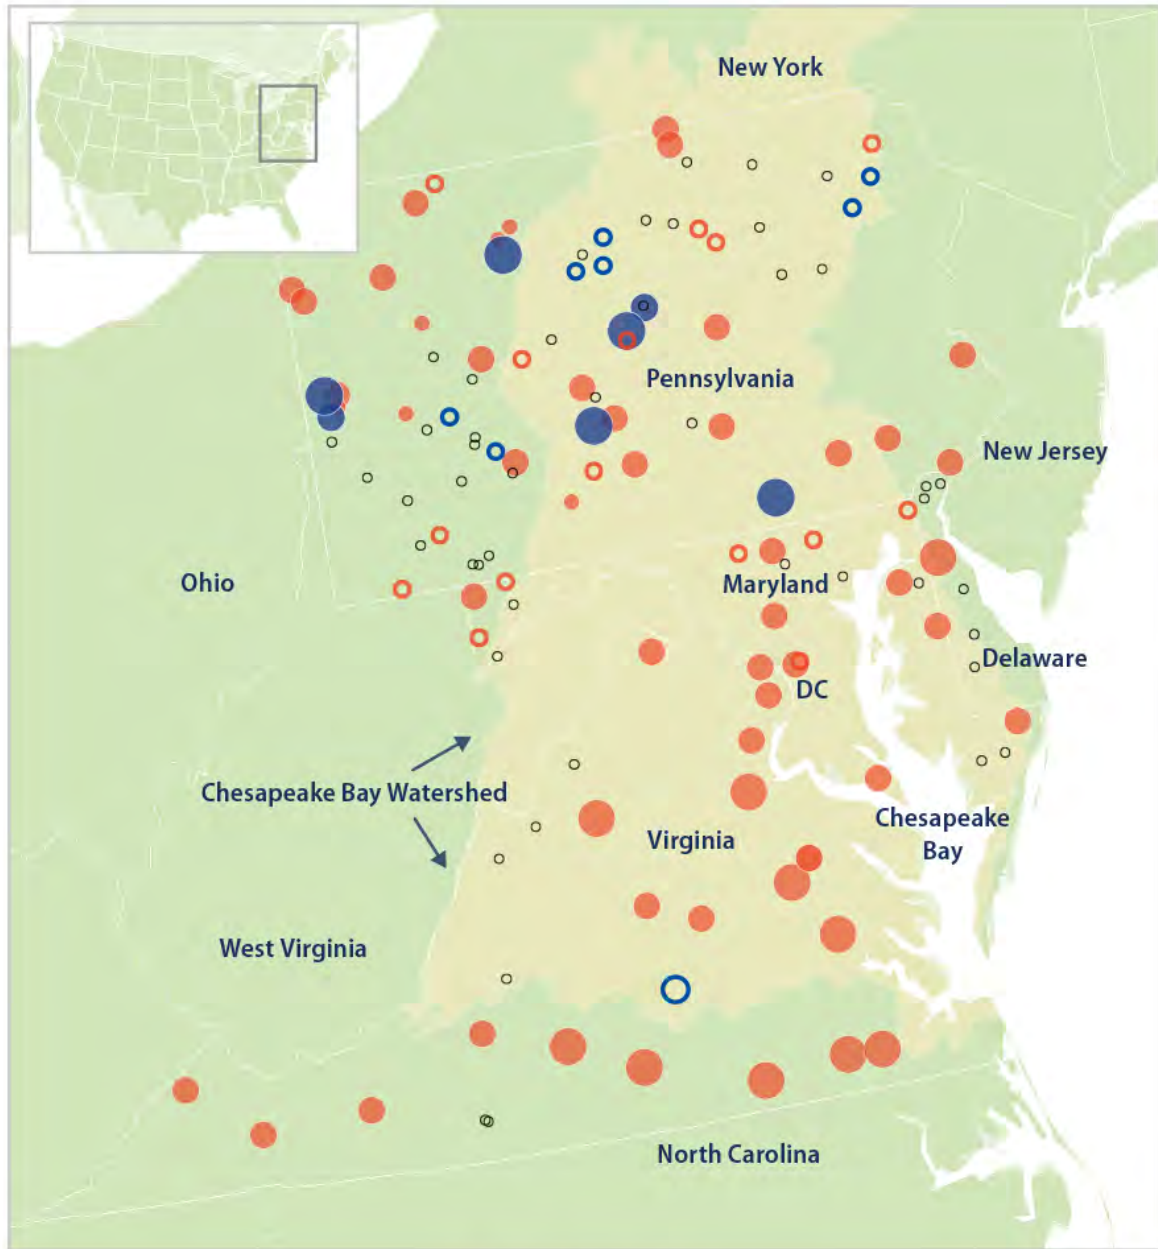 New York
Pennsylvania
New Jersey
Ohio
Maryland
Delaware
DC
Chesapeake Bay Watershed
Chesapeake
Bay
Virginia
West Virginia
North Carolina